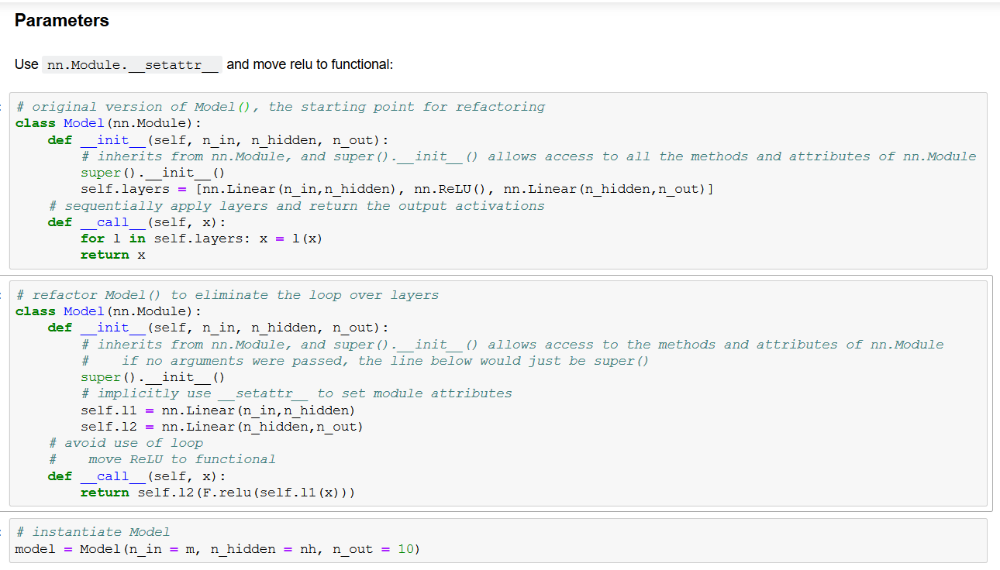 Parameters
Use nn.Module.__setattr__ and move relu to functional:
# original version of Model(), the starting point for refactoring
class Model(nn.Module):
    def __init__(self, n_in, n_hidden, n_out):
        # inherits from nn.Module, and super().__init__() allows access to all the methods and attributes of nn.Module
        super().__init__()
        self.layers = [nn.Linear(n_in,n_hidden), nn.ReLU(), nn.Linear(n_hidden,n_out)]
    # sequentially apply layers and return the output activations
    def __call__(self, x):
        for l in self.layers: x = l(x)
        return x
# refactor Model() to eliminate the loop over layers
class Model(nn.Module):
    def __init__(self, n_in, n_hidden, n_out):
        # inherits from nn.Module, and super().__init__() allows access to the methods and attributes of nn.Module
        #    if no arguments were passed, the line below would just be super()
        super().__init__()
        # implicitly use __setattr__ to set module attributes
        self.l1 = nn.Linear(n_in,n_hidden)
        self.l2 = nn.Linear(n_hidden,n_out)
    # avoid use of loop
    #    move ReLU to functional
    def __call__(self, x):
        return self.l2(F.relu(self.l1(x)))
# instantiate Model
model = Model(n_in = m, n_hidden = nh, n_out = 10)